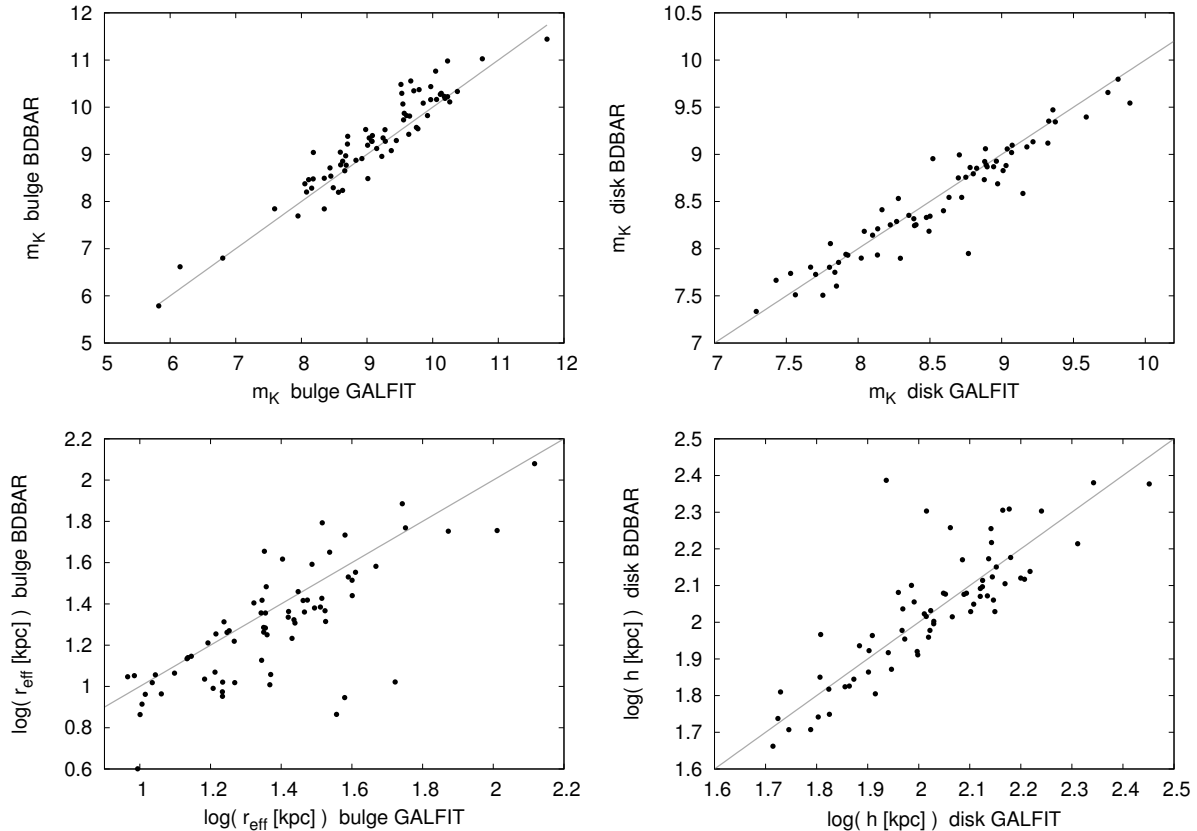 12
11
10
9
8
7
6
5
5 6 7 8 9 10 11 12
m_K bulge BDBAR
m_K bulge GALFIT
10.5
10
9.5
9
8.5
8
7.5
7
7 7.5 8 8.5 9 9.5 10
m_K disk BDBAR
m_K disk GALFIT
2.2
2
1.8
1.6
1.4
1.2
1
0.8
0.6
1 1.2 1.4 1.6 1.8 2 2.2
log( r_eff [kpc] ) bulge BDBAR
log( r_eff [kpc] ) bulge GALFIT
2.5
2.4
2.3
2.2
2.1
2
1.9
1.8
1.7
1.6
1.6 1.7 1.8 1.9 2 2.1 2.2 2.3 2.4 2.5
log( h [kpc] ) disk BDBAR
log( h [kpc] ) disk GALFIT